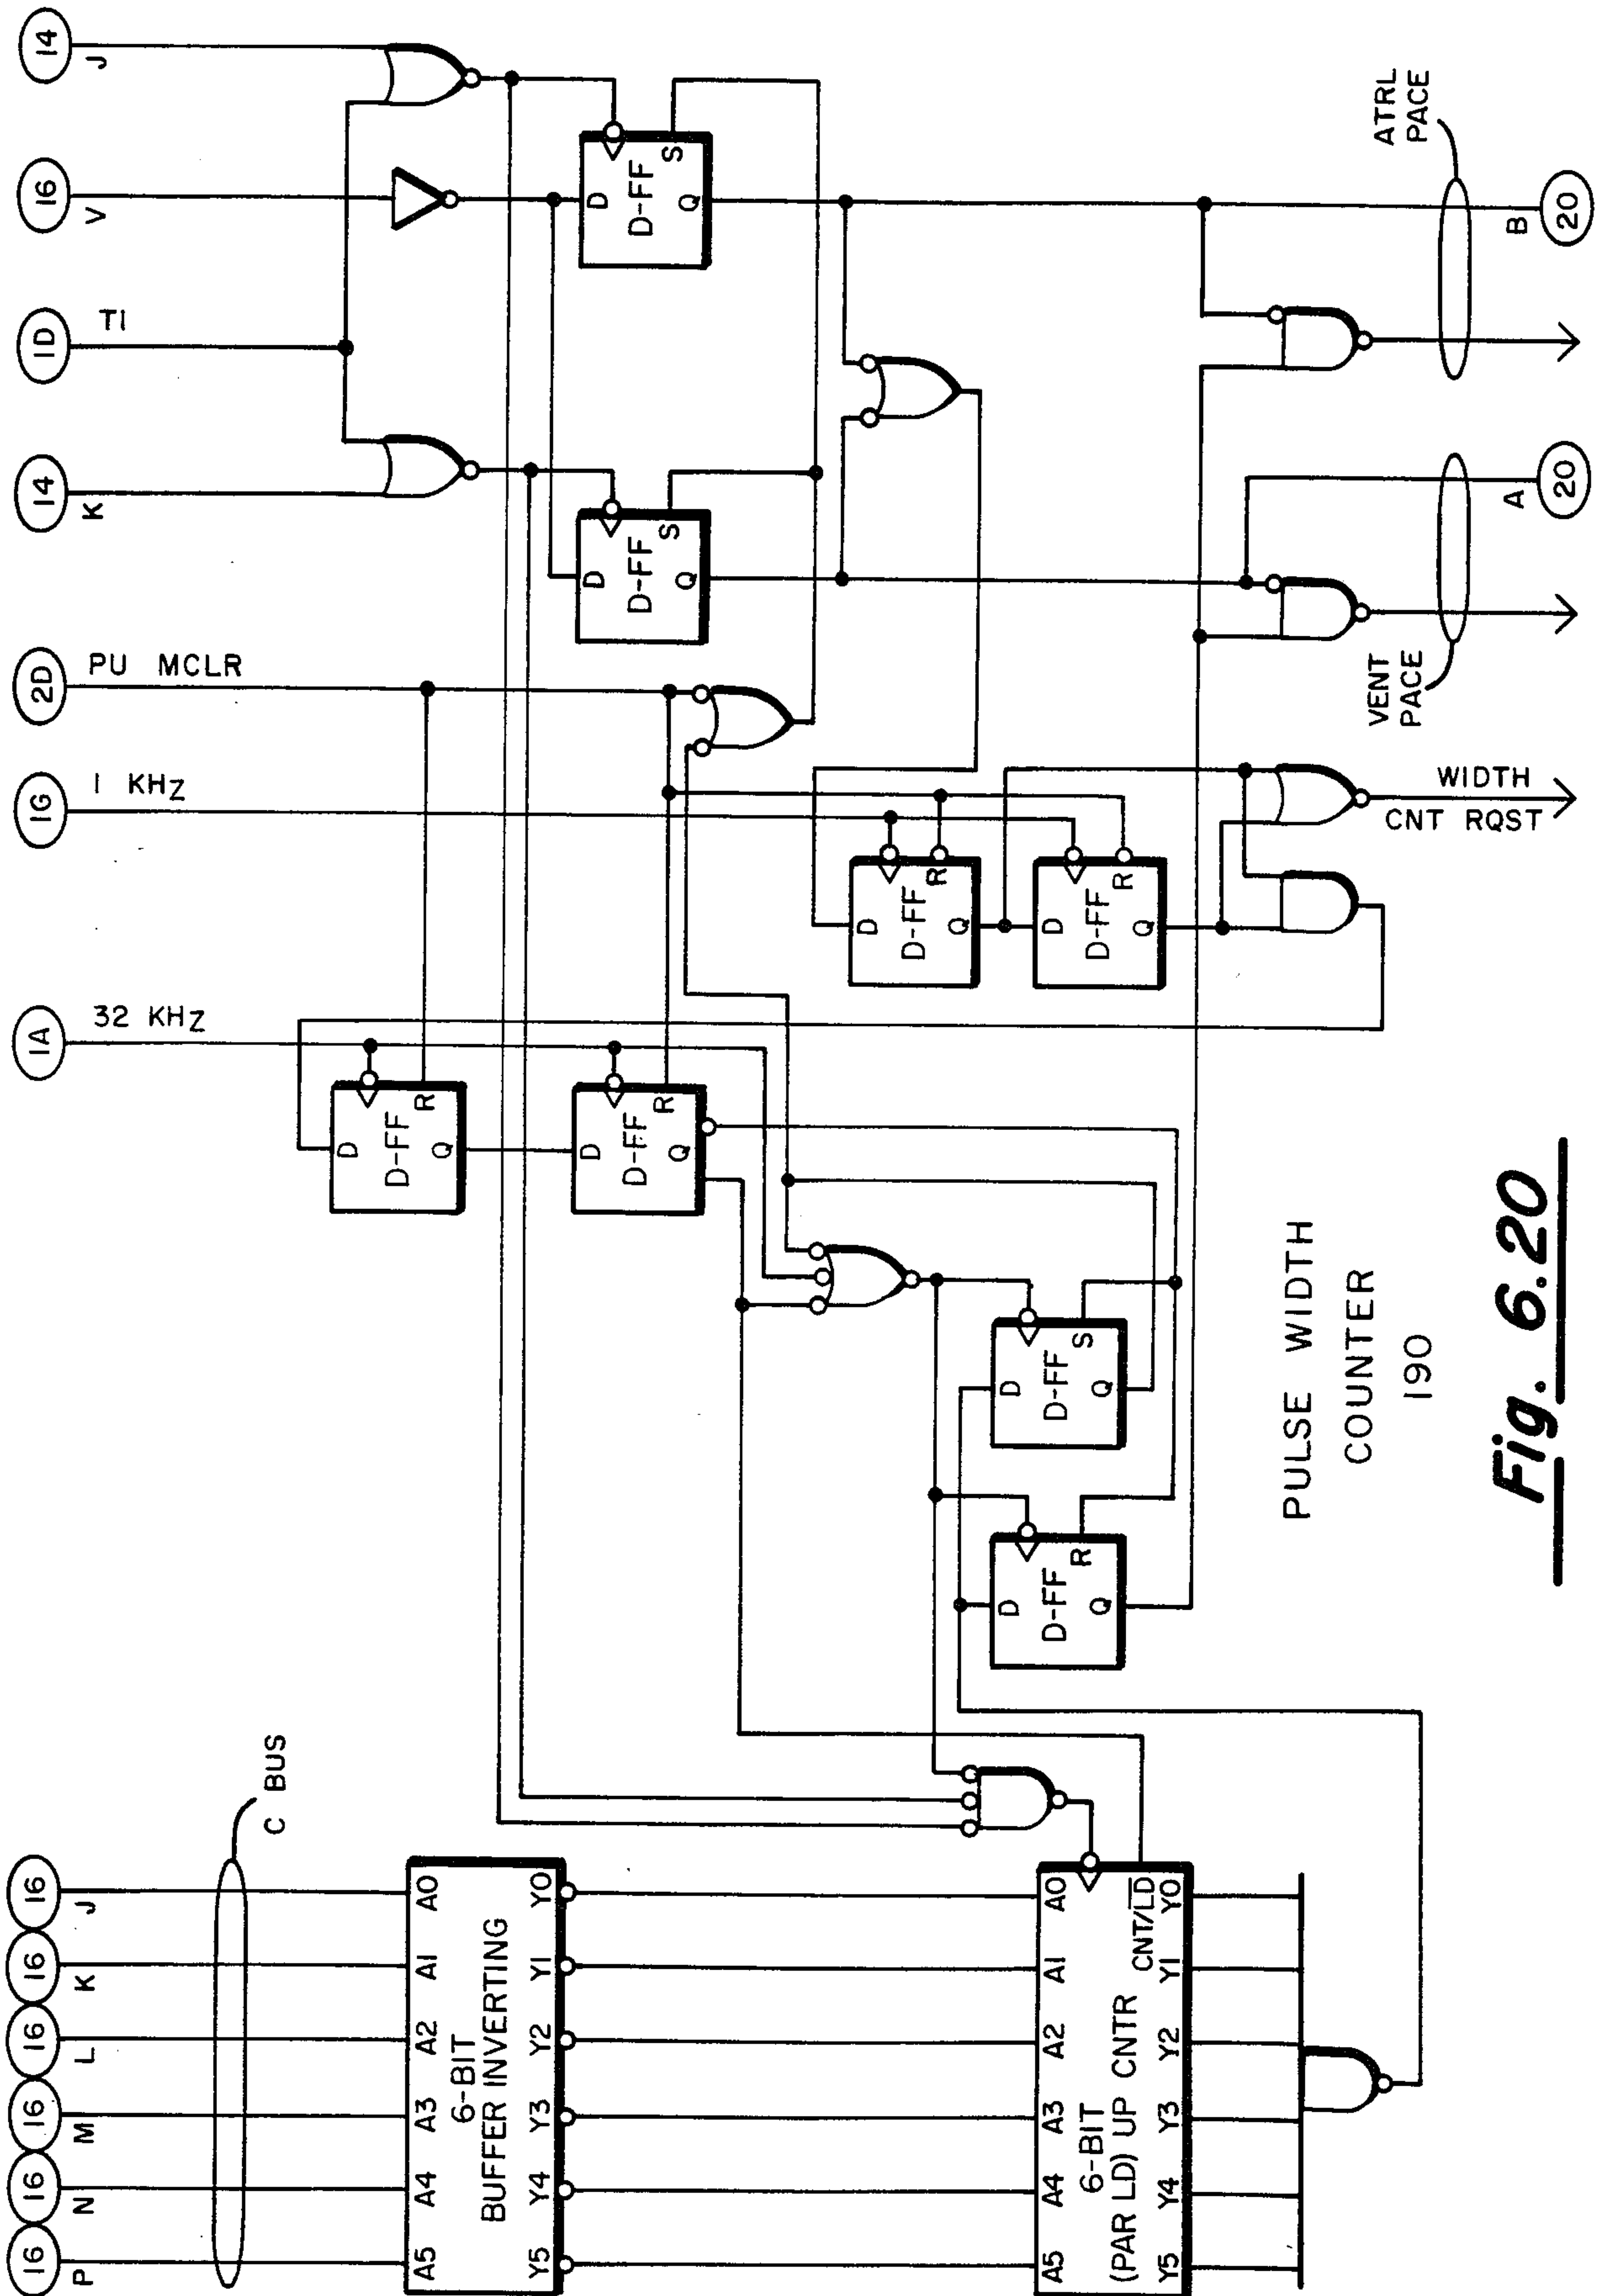 16 P
16 N
16 M
16 L
16 K
16 J
C BUS
1A 32 KHZ
1G 1 KHZ
2D PU MCLR
14 K
1D T1
16 V
14 J
A5 A4 A3 A2 A1 A0
6-BIT
BUFFER INVERTING
Y5 Y4 Y3 Y2 Y1 Y0
D
D-FF
R
Q
D
D-FF
R
Q
D
D-FF
S
Q
D
D-FF
S
Q
D
D-FF
R
Q
D
D-FF
R
Q
D
D-FF
R
Q
D
D-FF
S
Q
A5 A4 A3 A2 A1 A0
6-BIT
(PAR LD) UP CNTR
CNT/L̅D̅
Y5 Y4 Y3 Y2 Y1 Y0
WIDTH
CNT RQST
VENT
PACE
A
20
ATRL
PACE
B
20
PULSE WIDTH
COUNTER
190
Fig. 6.20